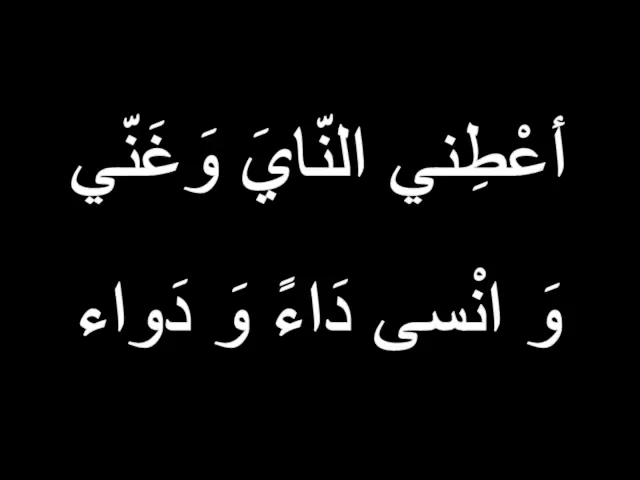 أعْطِني النّايَ وَغَنّي
وَ انْسى دَاءً وَ دَواء